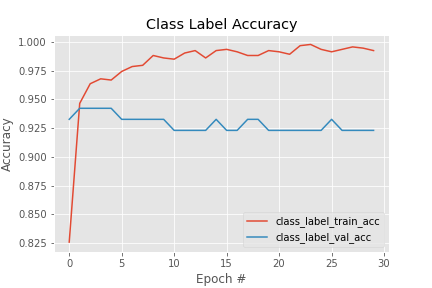 Class Label Accuracy
1.000
0.975
0.950
0.925
0.900
0.875
0.850
0.825
Accuracy
class_label_train_acc
class_label_val_acc
0 5 10 15 20 25 30
Epoch #